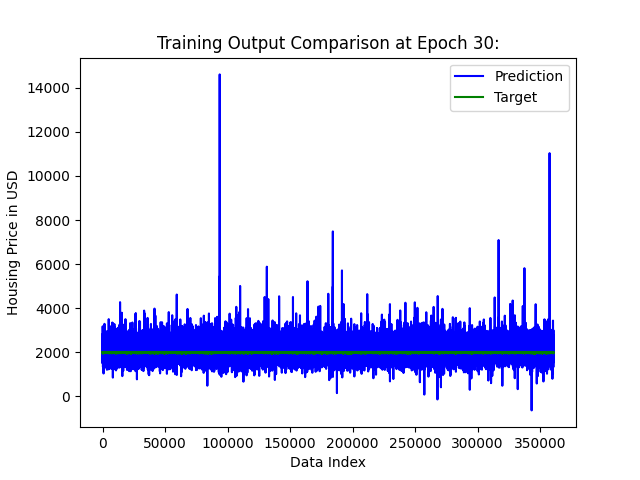 Training Output Comparison at Epoch 30:
Prediction
Target
14000
12000
10000
8000
6000
4000
2000
0
Housing Price in USD
0 50000 100000 150000 200000 250000 300000 350000
Data Index